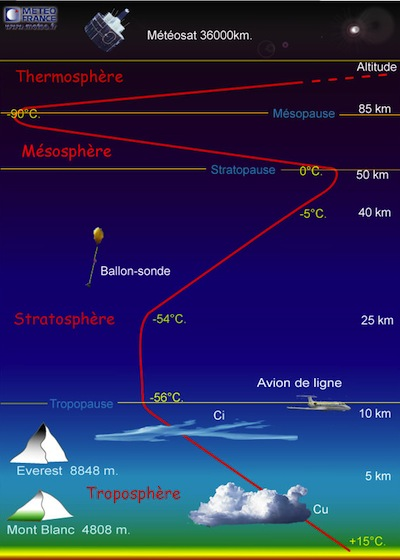 METEO
FRANCE
www.meteo.fr
Météosat 36000km.
Altitude
Thermosphère
-90°C.
Mésopause
85 km
Mésosphère
Stratopause
0°C.
50 km
-5°C.
40 km
Ballon-sonde
Stratosphère
-54°C.
25 km
-56°C.
Avion de ligne
Tropopause
10 km
Ci
Everest 8848 m.
5 km
Troposphère
Cu
Mont Blanc 4808 m.
+15°C.